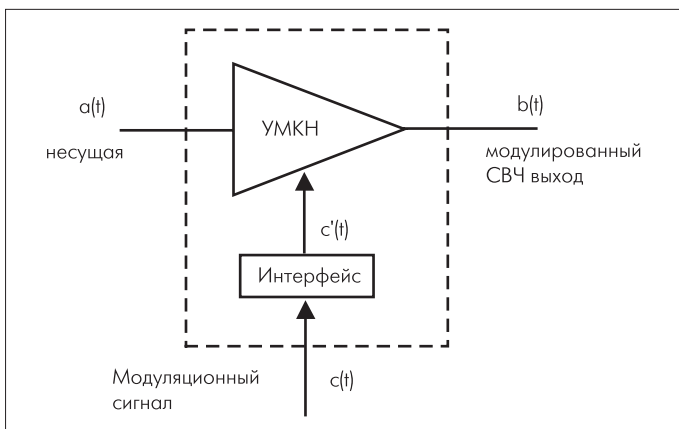 a(t)
несущая
УМКН
b(t)
модулированный
СВЧ выход
c'(t)
Интерфейс
Модуляционный
сигнал
c(t)